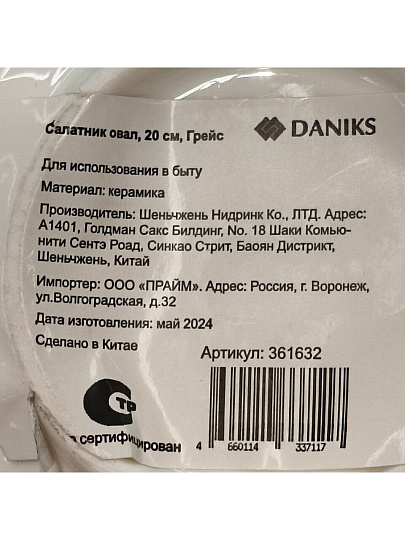 Салатник овал, 20 см, Грейс
DANIKS
Для использования в быту
Материал: керамика
Производитель: Шеньчжень Нидринк Ко., ЛТД. Адрес:
А1401, Голдман Сакс Билдинг, No. 18 Шаки Комью-
нити Сентэ Роад, Синкао Стрит, Баоян Дистрикт,
Шеньчжень, Китай
Импортер: ООО «ПРАЙМ». Адрес: Россия, г. Воронеж,
ул.Волгоградская, д.32
Дата изготовления: май 2024
Сделано в Китае
Артикул: 361632
СТР
сертифицирован
4 660114 337117